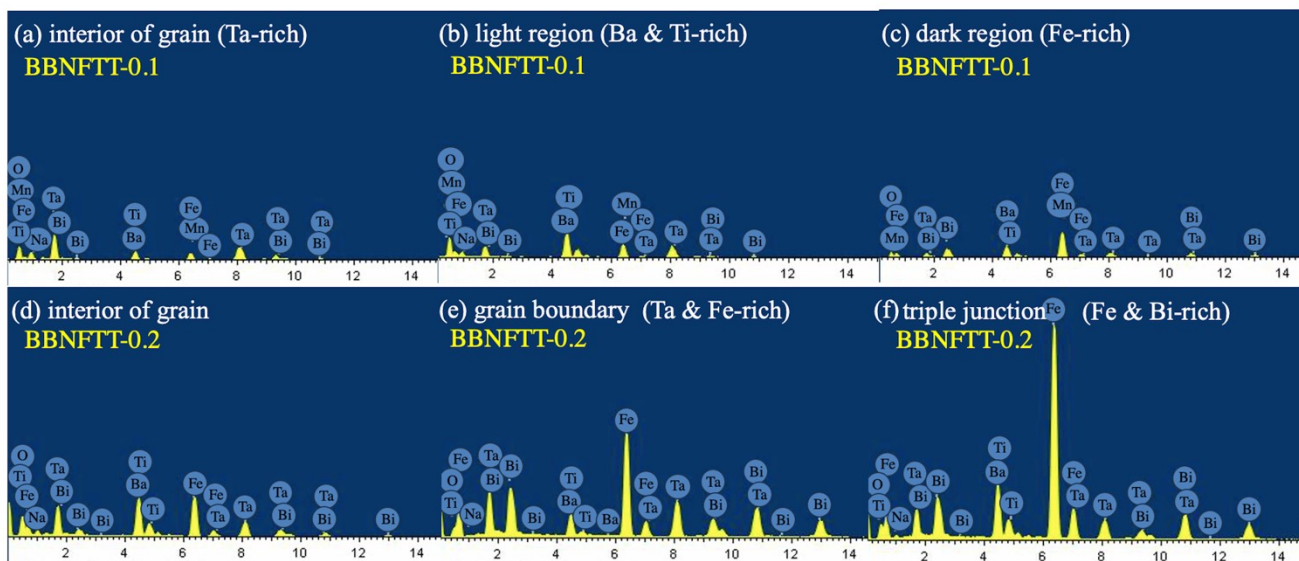 (a) interior of grain (Ta-rich)
BBNFTT-0.1
O
Mn
Fe
Ti
Na
Ta
Bi
Bi
Ti
Ba
Fe
Mn
Fe
Ta
Ta
Bi
Ta
Bi
2 4 6 8 10 12 14
(b) light region (Ba & Ti-rich)
BBNFTT-0.1
O
Mn
Fe
Ti
Na
Ta
Bi
Bi
Ti
Ba
Mn
Fe
Fe
Ta
Ta
Bi
Ta
Bi
2 4 6 8 10 12 14
(c) dark region (Fe-rich)
BBNFTT-0.1
O
Fe
Mn
Ta
Bi
Bi
Ba
Ti
Fe
Mn
Fe
Ta
Ta
Ta
Bi
Ta
Bi
2 4 6 8 10 12 14
(d) interior of grain
BBNFTT-0.2
O
Ti
Fe
Na
Ta
Bi
Bi
Bi
Ti
Ba
Ti
Fe
Fe
Ta
Ta
Ta
Bi
Ta
Bi
Bi
2 4 6 8 10 12 14
(e) grain boundary (Ta & Fe-rich)
BBNFTT-0.2
Fe
O
Ti
Na
Ta
Bi
Bi
Bi
Ti
Ba
Ti
Ba
Fe
Fe
Ta
Ta
Ta
Bi
Bi
Ta
Bi
Bi
2 4 6 8 10 12 14
(f) triple junction (Fe & Bi-rich)
BBNFTT-0.2
Fe
O
Ti
Na
Ta
Bi
Bi
Bi
Ti
Ba
Ti
Fe
Fe
Ta
Ta
Ta
Bi
Bi
Ta
Bi
Bi
2 4 6 8 10 12 14